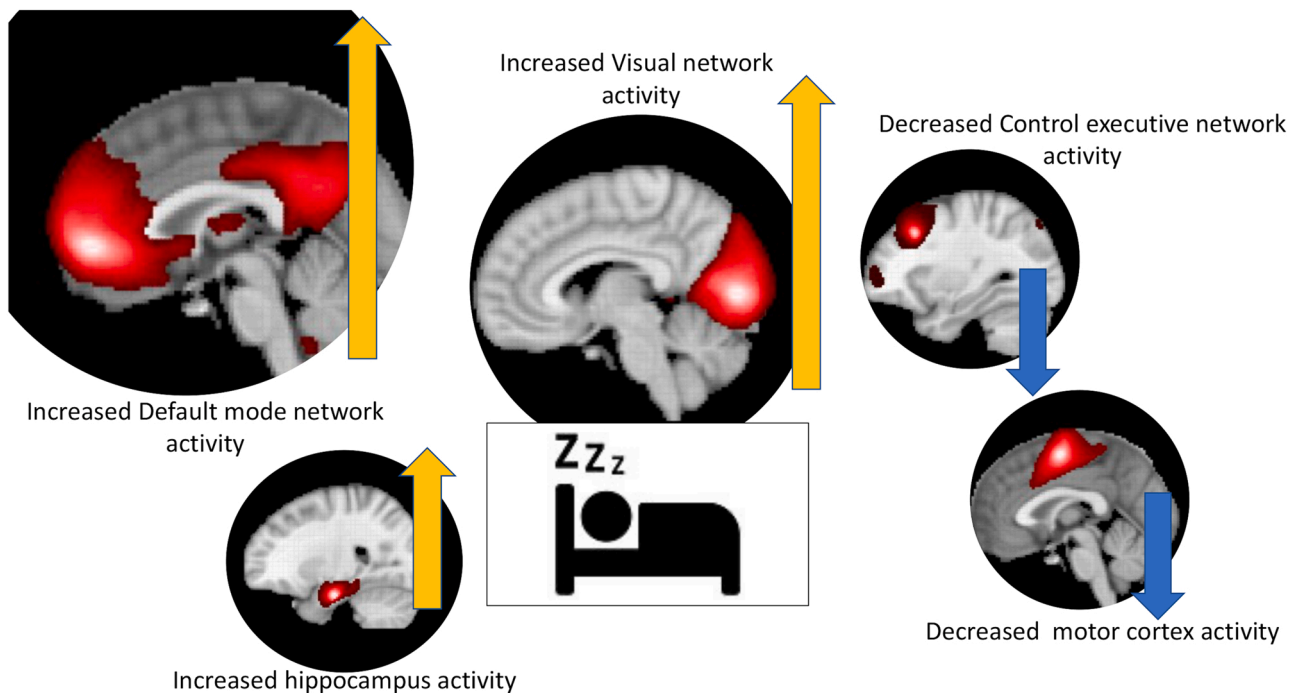 Increased Visual network
activity
Decreased Control executive network
activity
Increased Default mode network
activity
ZZz
Decreased  motor cortex activity
Increased hippocampus activity